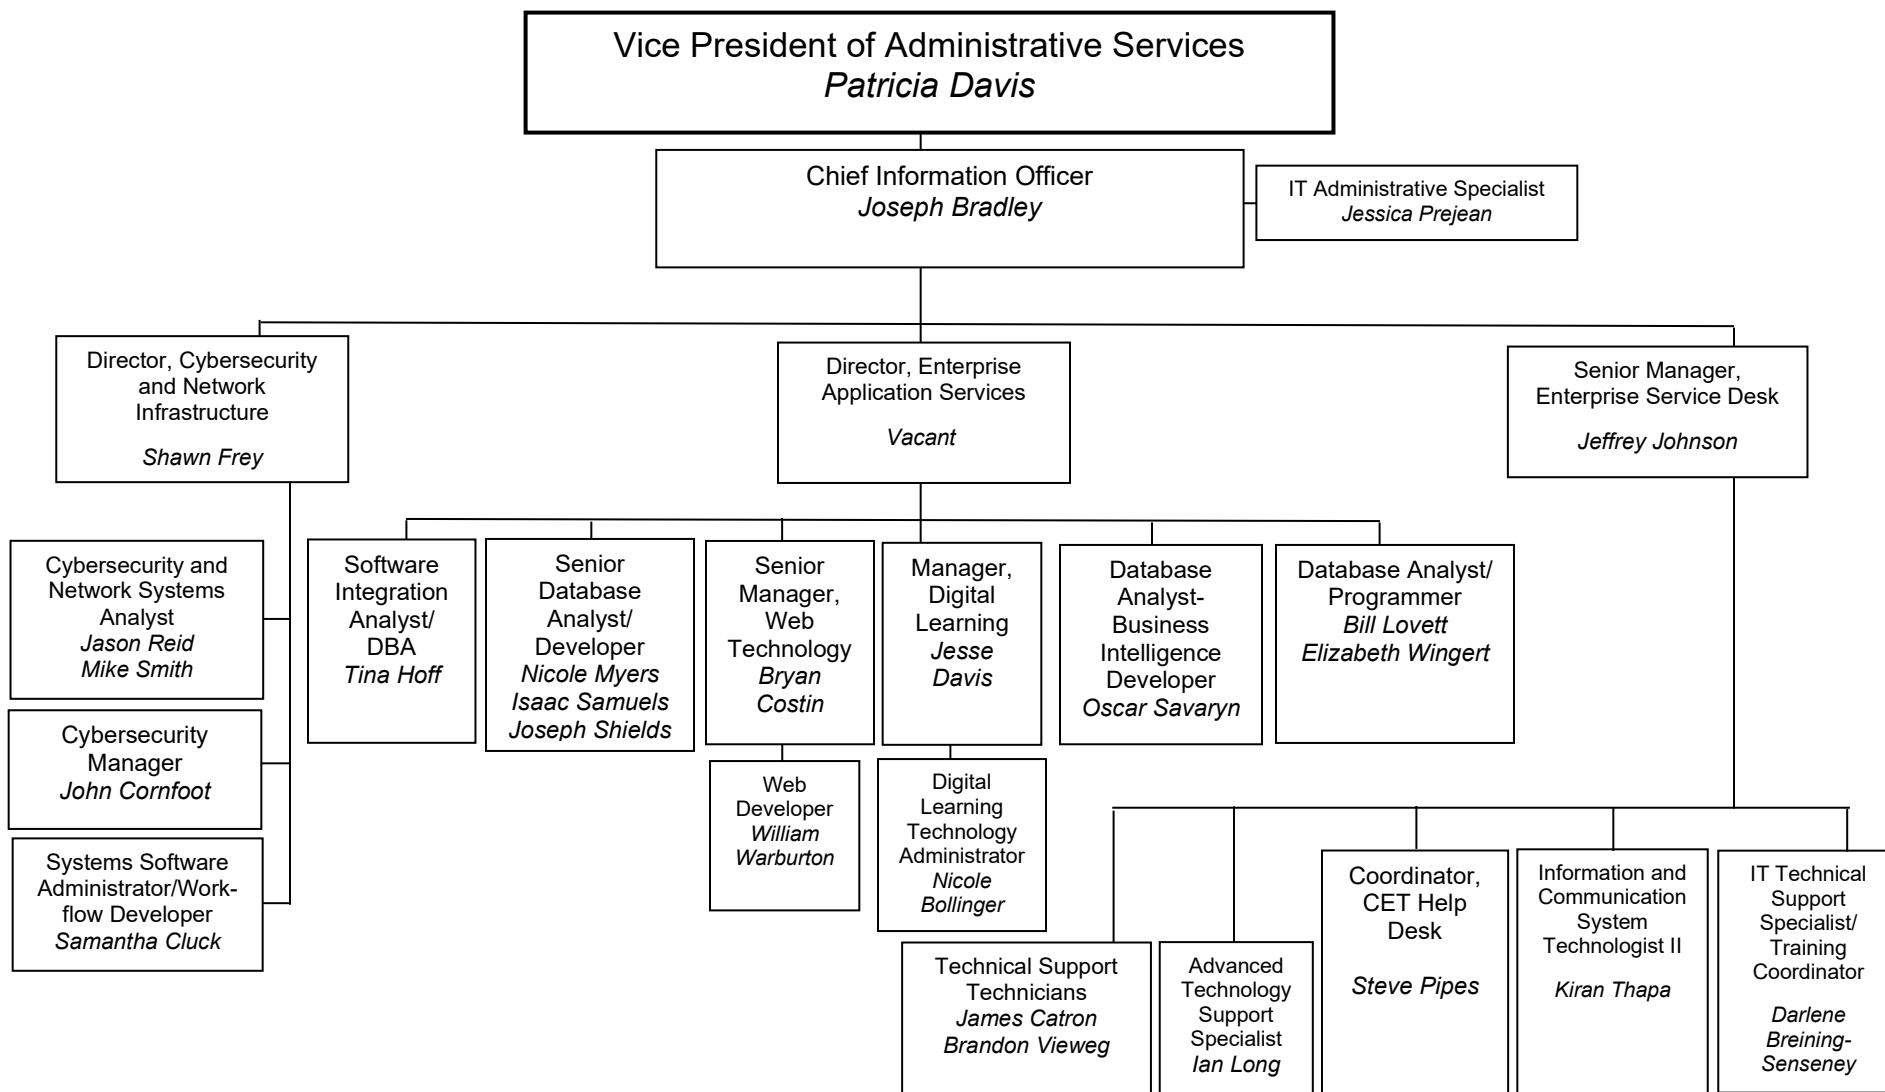 Vice President of Administrative Services
Patricia Davis
Chief Information Officer
Joseph Bradley
IT Administrative Specialist
Jessica Prejean
Director, Cybersecurity
and Network
Infrastructure
Shawn Frey
Director, Enterprise
Application Services
Vacant
Senior Manager,
Enterprise Service Desk
Jeffrey Johnson
Cybersecurity and
Network Systems
Analyst
Jason Reid
Mike Smith
Cybersecurity
Manager
John Cornfoot
Systems Software
Administrator/Work-
flow Developer
Samantha Cluck
Software
Integration
Analyst/
DBA
Tina Hoff
Senior
Database
Analyst/
Developer
Nicole Myers
Isaac Samuels
Joseph Shields
Senior
Manager,
Web
Technology
Bryan
Costin
Web
Developer
William
Warburton
Manager,
Digital
Learning
Jesse
Davis
Digital
Learning
Technology
Administrator
Nicole
Bollinger
Database
Analyst-
Business
Intelligence
Developer
Oscar Savaryn
Database Analyst/
Programmer
Bill Lovett
Elizabeth Wingert
Technical Support
Technicians
James Catron
Brandon Vieweg
Advanced
Technology
Support
Specialist
Ian Long
Coordinator,
CET Help
Desk
Steve Pipes
Information and
Communication
System
Technologist II
Kiran Thapa
IT Technical
Support
Specialist/
Training
Coordinator
Darlene
Breining-
Senseney